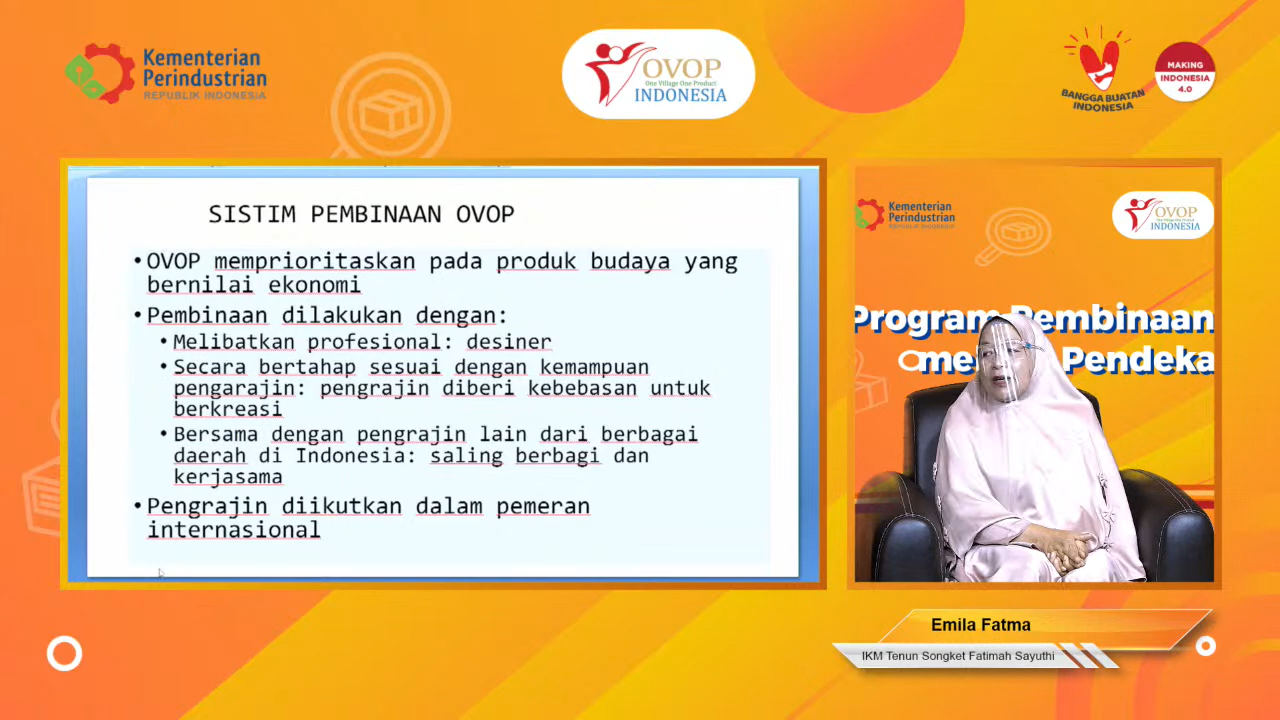 Kementerian
Perindustrian
REPUBLIK INDONESIA
OVOP
One Village One Product
INDONESIA
BANGGA BUATAN
INDONESIA
MAKING
INDONESIA
4.0
SISTIM PEMBINAAN OVOP
• OVOP memprioritaskan pada produk budaya yang
bernilai ekonomi
• Pembinaan dilakukan dengan:
• Melibatkan profesional: desiner
• Secara bertahap sesuai dengan kemampuan
pengarajin: pengrajin diberi kebebasan untuk
berkreasi
• Bersama dengan pengrajin lain dari berbagai
daerah di Indonesia: saling berbagi dan
kerjasama
• Pengrajin diikutkan dalam pemeran
internasional
Kementerian
Perindustrian
REPUBLIK INDONESIA
OVOP
One Village One Product
INDONESIA
Program Pembinaan
Pendeka
Emila Fatma
IKM Tenun Songket Fatimah Sayuthi